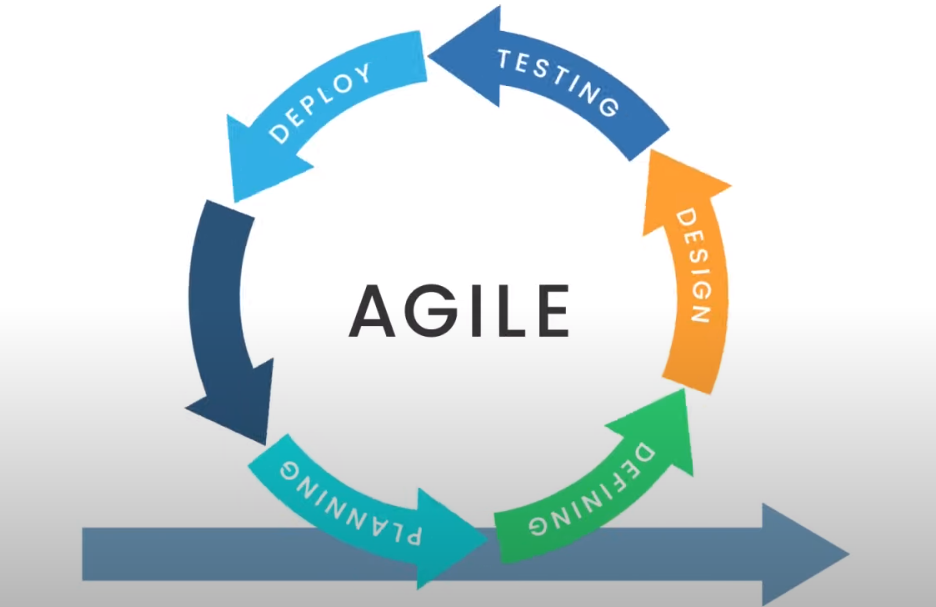 TESTING
DEPLOY
DESIGN
AGILE
DEFINING
PLANNING